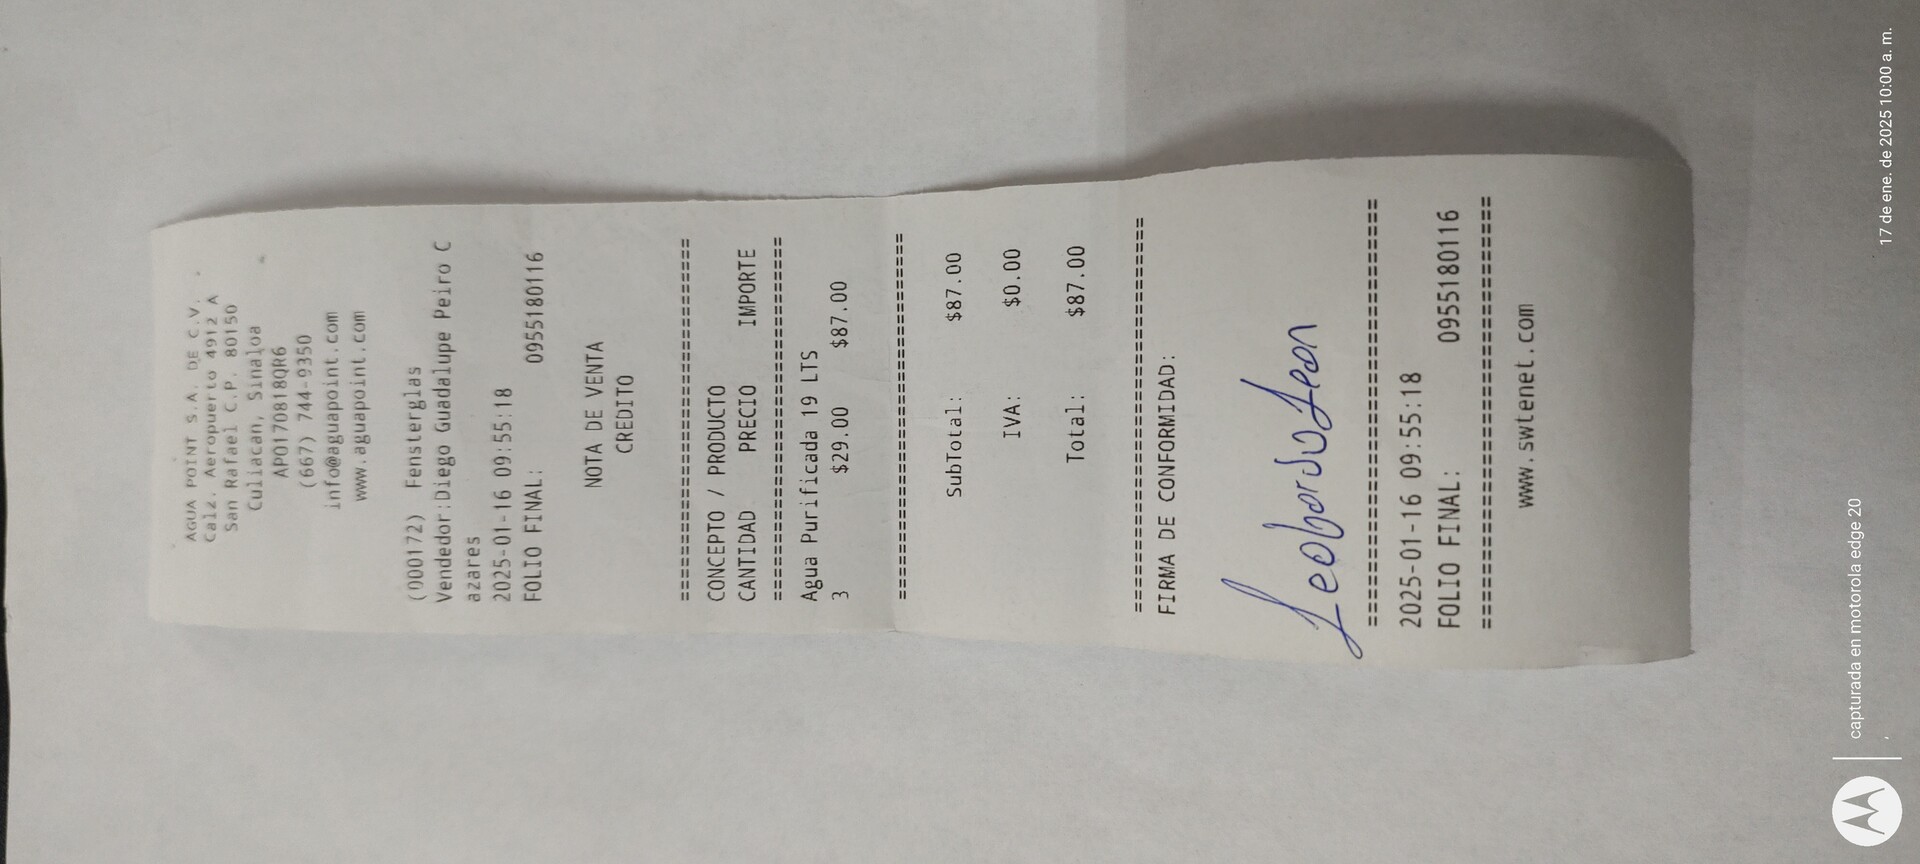 AGUA POINT S.A. DE C.V.
Calz. Aeropuerto 4912 A
San Rafael C.P. 80150
Culiacan, Sinaloa
APO170818QR6
(667) 744-9350
info@aguapoint.com
www.aguapoint.com
(000172) Fensterglas
Vendedor:Diego Guadalupe Peiro C
azares
2025-01-16 09:55:18
FOLIO FINAL: 0955180116
NOTA DE VENTA
CREDITO
================================
CONCEPTO / PRODUCTO
CANTIDAD PRECIO IMPORTE
================================
Agua Purificada 19 LTS
3 $29.00 $87.00
================================
SubTotal: $87.00
IVA: $0.00
Total: $87.00
================================
FIRMA DE CONFORMIDAD:
Leobardo Leon
================================
2025-01-16 09:55:18
FOLIO FINAL: 0955180116
================================
www.swtenet.com
capturada en motorola edge 20
, 17 de ene. de 2025 10:00 a. m.